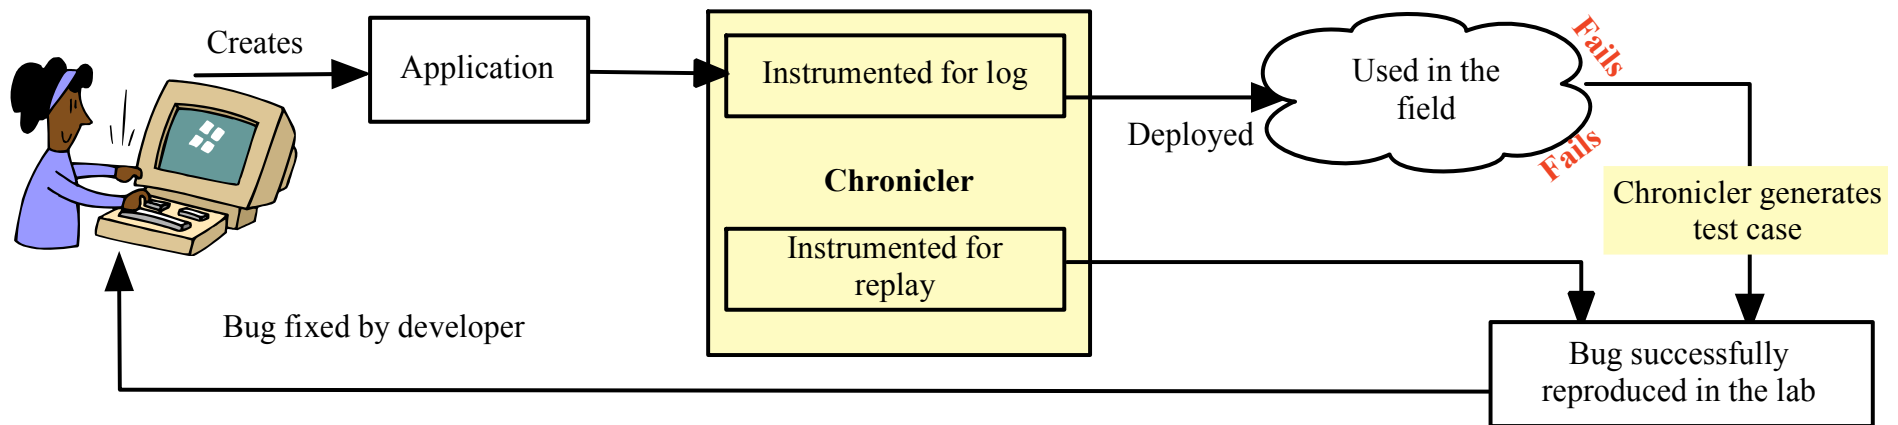 Creates
Application
Instrumented for log
Chronicler
Instrumented for
replay
Deployed
Used in the
field
Fails
Fails
Chronicler generates
test case
Bug successfully
reproduced in the lab
Bug fixed by developer